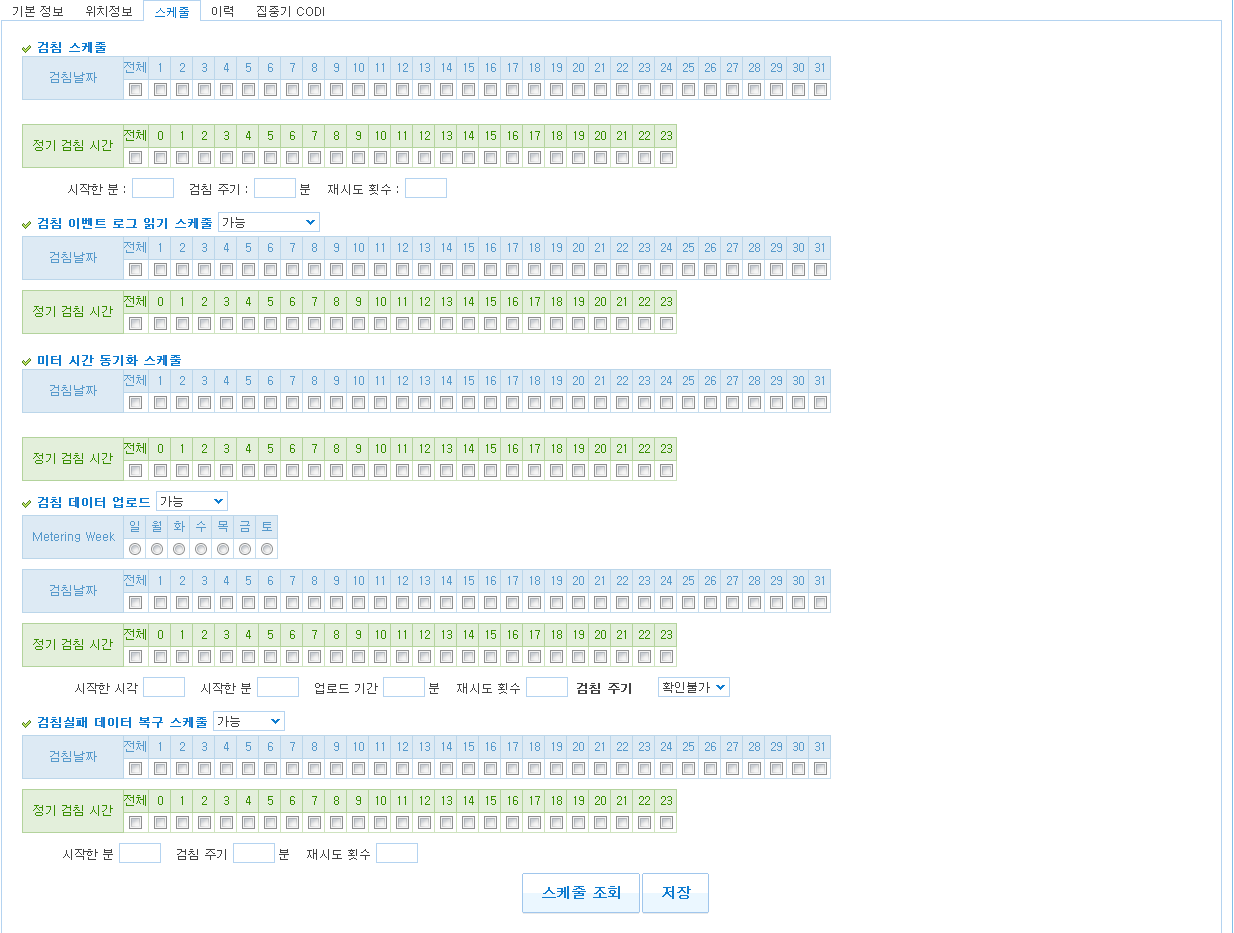 기본 정보 위치정보 스케줄 이력 집중기 CODI
검침 스케줄
검침날짜 전체 1 2 3 4 5 6 7 8 9 10 11 12 13 14 15 16 17 18 19 20 21 22 23 24 25 26 27 28 29 30 31
정기 검침 시간 전체 0 1 2 3 4 5 6 7 8 9 10 11 12 13 14 15 16 17 18 19 20 21 22 23
시작한 분 : 검침 주기 : 분 재시도 횟수 :
검침 이벤트 로그 읽기 스케줄 가능
검침날짜 전체 1 2 3 4 5 6 7 8 9 10 11 12 13 14 15 16 17 18 19 20 21 22 23 24 25 26 27 28 29 30 31
정기 검침 시간 전체 0 1 2 3 4 5 6 7 8 9 10 11 12 13 14 15 16 17 18 19 20 21 22 23
미터 시간 동기화 스케줄
검침날짜 전체 1 2 3 4 5 6 7 8 9 10 11 12 13 14 15 16 17 18 19 20 21 22 23 24 25 26 27 28 29 30 31
정기 검침 시간 전체 0 1 2 3 4 5 6 7 8 9 10 11 12 13 14 15 16 17 18 19 20 21 22 23
검침 데이터 업로드 가능
Metering Week 일 월 화 수 목 금 토
검침날짜 전체 1 2 3 4 5 6 7 8 9 10 11 12 13 14 15 16 17 18 19 20 21 22 23 24 25 26 27 28 29 30 31
정기 검침 시간 전체 0 1 2 3 4 5 6 7 8 9 10 11 12 13 14 15 16 17 18 19 20 21 22 23
시작한 시각 시작한 분 업로드 기간 분 재시도 횟수 검침 주기 확인불가
검침실패 데이터 복구 스케줄 가능
검침날짜 전체 1 2 3 4 5 6 7 8 9 10 11 12 13 14 15 16 17 18 19 20 21 22 23 24 25 26 27 28 29 30 31
정기 검침 시간 전체 0 1 2 3 4 5 6 7 8 9 10 11 12 13 14 15 16 17 18 19 20 21 22 23
시작한 분 검침 주기 분 재시도 횟수
스케줄 조회 저장